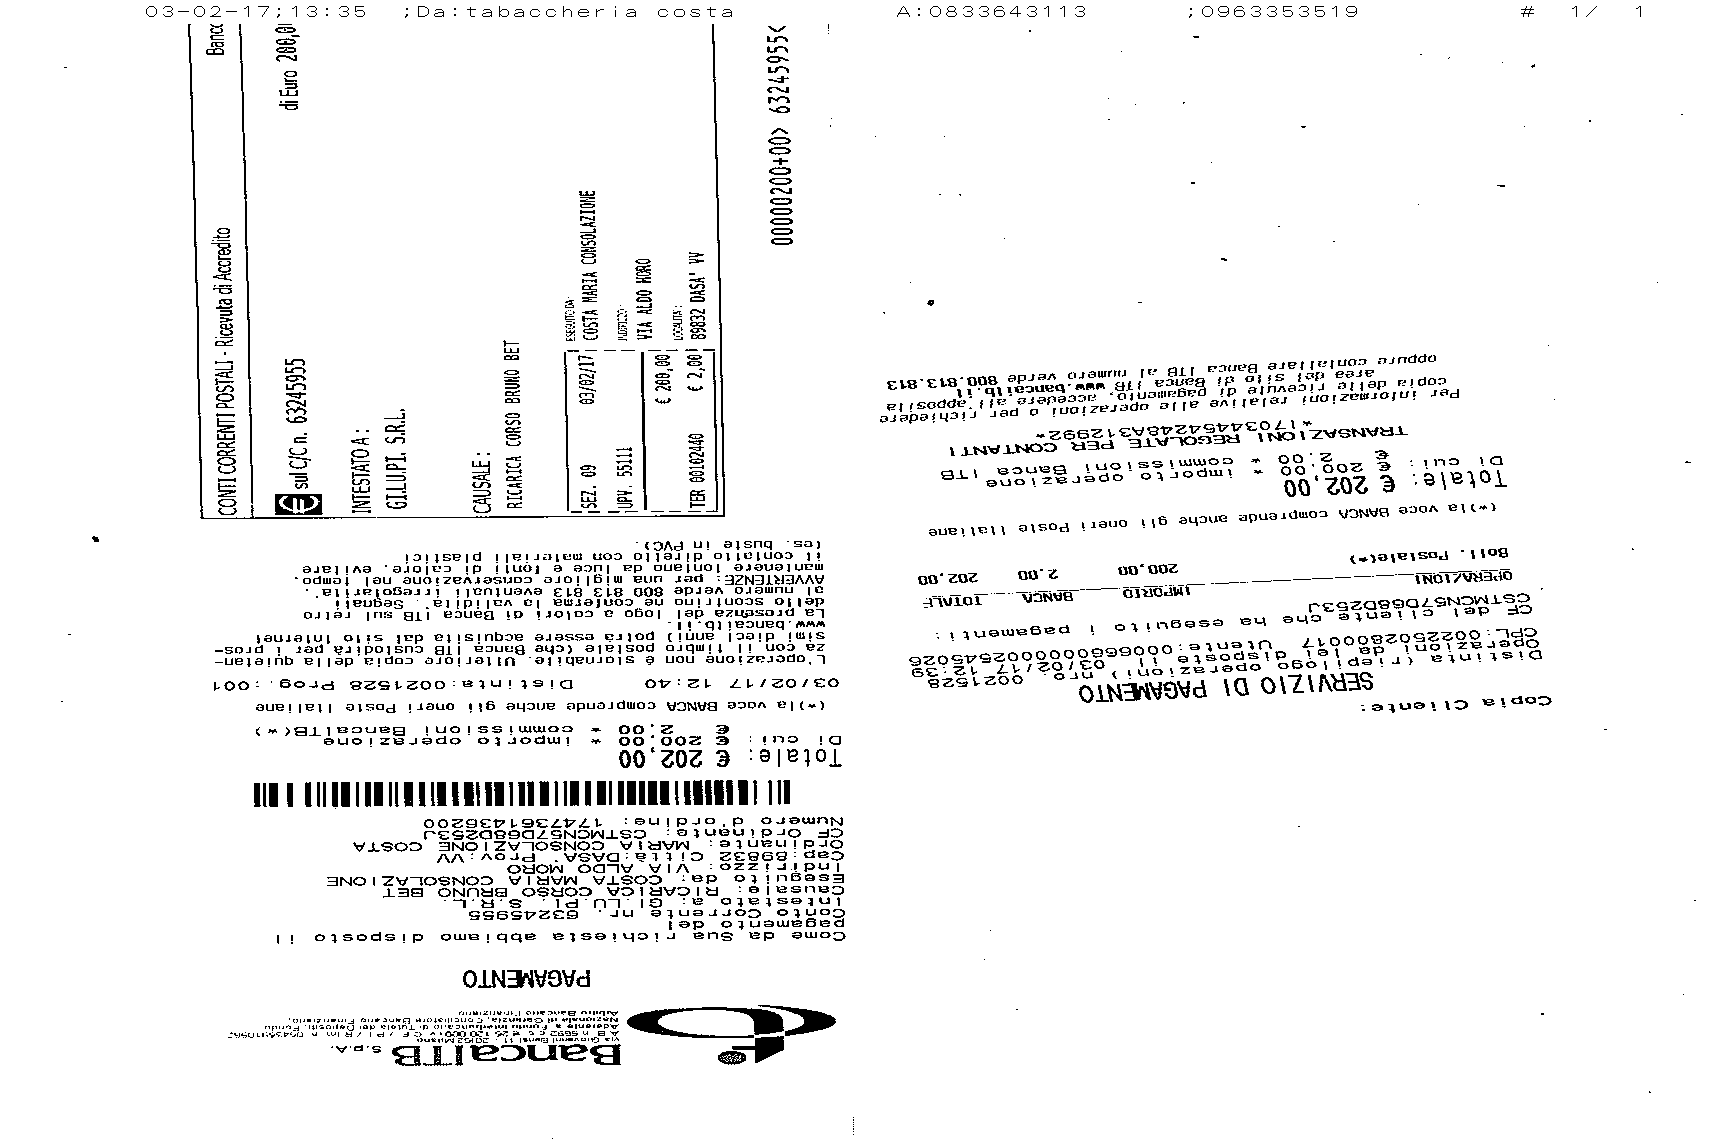 03-02-17;13:35 ;Da:tabaccheria costa A:0833643113 ;0963353519 # 1/ 1
CONTI CORRENTI POSTALI - Ricevuta di Accredito Banco
€ sul C/C n. 63245955 di Euro 200,0
INTESTATO A:
GI.LU.PI. S.R.L.
CAUSALE:
RICARICA CORSO BRUNO BET
SEZ. 09 03/02/17
UPV. 55111
€ 200,00
TER 00102440 € 2,00
ESEGUITO DA:
COSTA MARIA CONSOLAZIONE
INDIRIZZO:
VIA ALDO MORO
LOCALITA':
89832 DASA' VV
00000200+00> 63245955<
BancaITB S.p.A.
PAGAMENTO
Come da Sua richiesta abbiamo disposto il
pagamento del
Conto Corrente nr. 63245955
Intestato a: GI.LU.PI. S.R.L.
Causale: RICARICA CORSO BRUNO BET
Eseguito da: COSTA MARIA CONSOLAZIONE
Indirizzo: VIA ALDO MORO
Cap:89832 Citta:DASA' Prov:VV
Ordinante: MARIA CONSOLAZIONE COSTA
CF Ordinante: CSTMCN57D68D253J
Numero d'ordine: 1747361436200
Totale: € 202,00
Di cui: € 200,00 * importo operazione
€ 2,00 * commissioni BancaITB(*)
(*)la voce BANCA comprende anche gli oneri Poste Italiane
03/02/17 12:40 Distinta:0021528 Prog.:001
L'operazione non è stornabile. Ulteriore copia della quietan-
za con il timbro postale (che Banca ITB custodirà per i pros-
simi dieci anni) potrà essere acquisita dal sito internet
www.bancaitb.it.
La presenza del logo a colori di Banca ITB sul retro
dello scontrino ne conferma la validità. Segnali
al numero verde 800 813 813 eventuali irregolarità.
AVVERTENZE: per una migliore conservazione nel tempo,
mantenere lontano da luce e fonti di calore, evitare
il contatto diretto con materiali plastici
(es. buste in PVC).
Copia Cliente:
SERVIZIO DI PAGAMENTO
Distinta (riepilogo operazioni) nro. 0021528
Operazioni da lei disposte il 03/02/17 12:39
CPL:0022502800017 Utente:0006690000002545026
CF del cliente che ha eseguito i pagamenti:
CSTMCN57D68D253J
OPERAZIONI IMPORTO BANCA TOTALE
Boll. Postale(*) 200,00 2,00 202,00
(*)la voce BANCA comprende anche gli oneri Poste Italiane
Totale: € 202,00
Di cui: € 200,00 * importo operazione
€ 2,00 * commissioni Banca ITB
TRANSAZIONI REGOLATE PER CONTANTI
*17034454248A312992*
Per informazioni relative alle operazioni o per richiedere
copia delle ricevute di pagamento, accedere all'apposita
area del sito di Banca ITB www.bancaitb.it
oppure contattare Banca ITB al numero verde 800.813.813